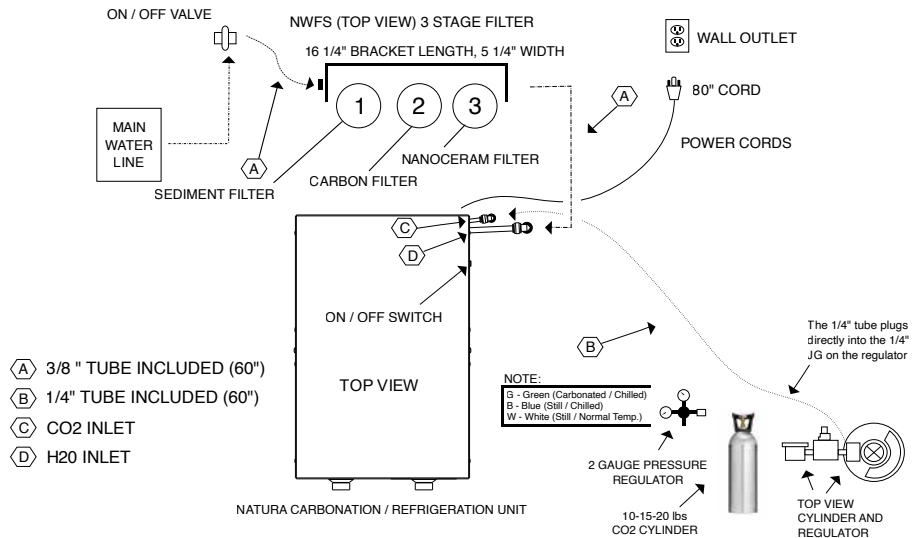 ON / OFF VALVE
NWFS (TOP VIEW) 3 STAGE FILTER
16 1/4" BRACKET LENGTH, 5 1/4" WIDTH
WALL OUTLET
1
2
3
A
80" CORD
MAIN
WATER
LINE
POWER CORDS
A
NANOCERAM FILTER
CARBON FILTER
SEDIMENT FILTER
C
D
ON / OFF SWITCH
B
The 1/4" tube plugs
directly into the 1/4"
JG on the regulator
A 3/8 " TUBE INCLUDED (60")
B 1/4" TUBE INCLUDED (60")
C CO2 INLET
D H20 INLET
TOP VIEW
NOTE:
G - Green (Carbonated / Chilled)
B - Blue (Still / Chilled)
W - White (Still / Normal Temp.)
2 GAUGE PRESSURE
REGULATOR
10-15-20 lbs
CO2 CYLINDER
TOP VIEW
CYLINDER AND
REGULATOR
NATURA CARBONATION / REFRIGERATION UNIT